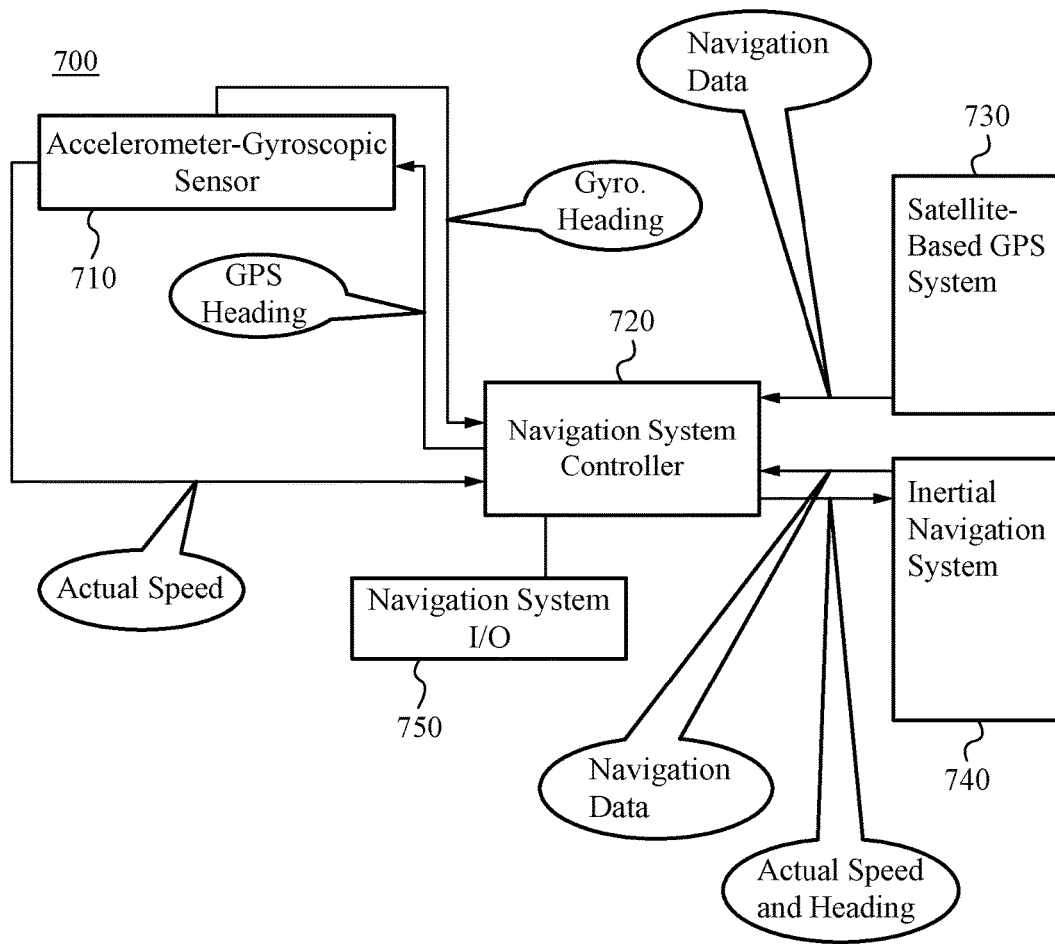 700
Navigation
Data
Accelerometer-Gyroscopic
Sensor
730
710
Gyro.
Heading
Satellite-
Based GPS
System
GPS
Heading
720
Navigation System
Controller
Inertial
Navigation
System
Actual Speed
Navigation System
I/O
750
740
Navigation
Data
Actual Speed
and Heading